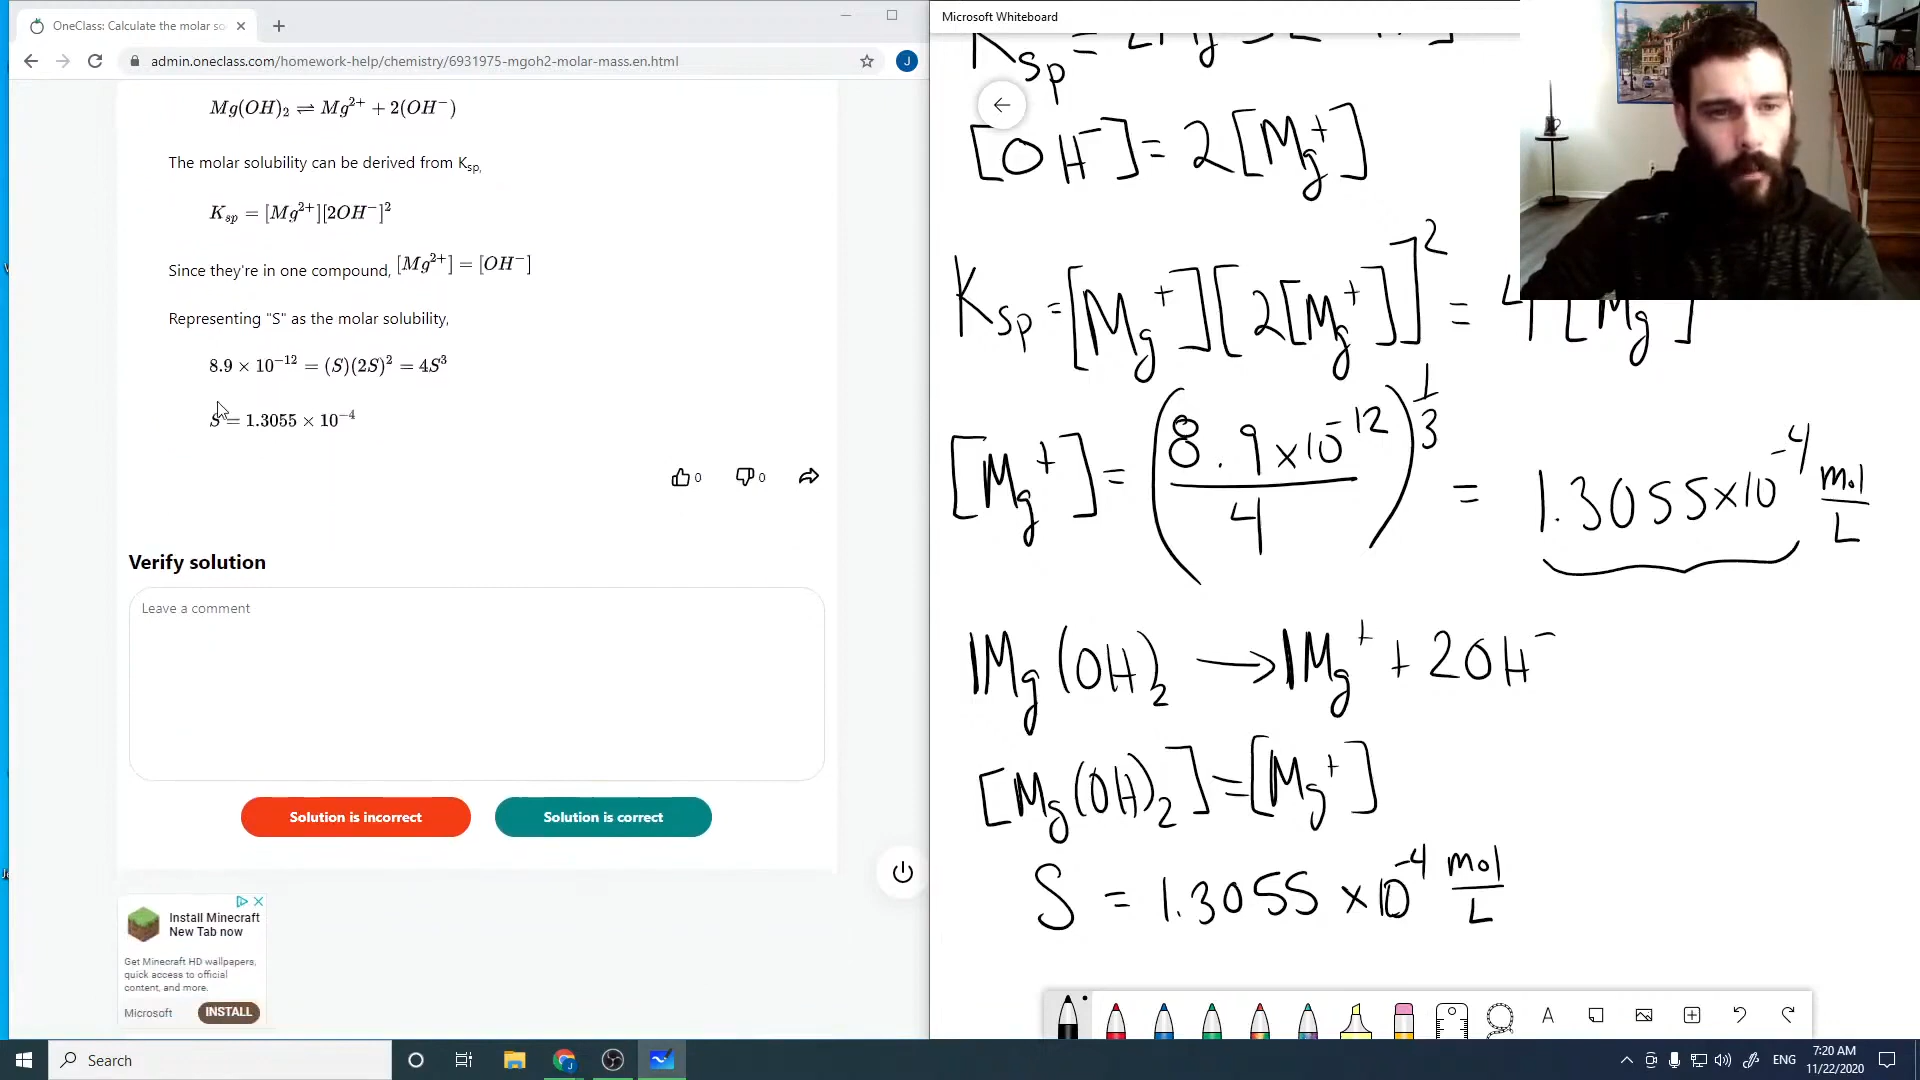 OneClass: Calculate the molar so
admin.oneclass.com/homework-help/chemistry/6931975-mgoh2-molar-mass.en.html
J
Mg(OH)₂ ⇌ Mg²⁺ + 2(OH⁻)
The molar solubility can be derived from Ksp,
Ksp = [Mg²⁺][2OH⁻]²
Since they're in one compound, [Mg²⁺] = [OH⁻]
Representing "S" as the molar solubility,
8.9 × 10⁻¹² = (S)(2S)² = 4S³
S = 1.3055 × 10⁻⁴
0 0
Verify solution
Leave a comment
Solution is incorrect Solution is correct
Install Minecraft
New Tab now
Get Minecraft HD wallpapers,
quick access to official
content, and more.
Microsoft INSTALL
Microsoft Whiteboard
Ksp =
[OH⁻] = 2[Mg⁺]
Ksp = [Mg⁺][2[Mg⁺]]² = 4[Mg]
[Mg⁺] = (8.9×10⁻¹²/4)^1/3 = 1.3055×10⁻⁴ mol/L
1Mg(OH)₂ → 1Mg⁺ + 2OH⁻
[Mg(OH)₂] = [Mg⁺]
S = 1.3055 ×10⁻⁴ mol/L
A
Search
ENG
7:20 AM
11/22/2020